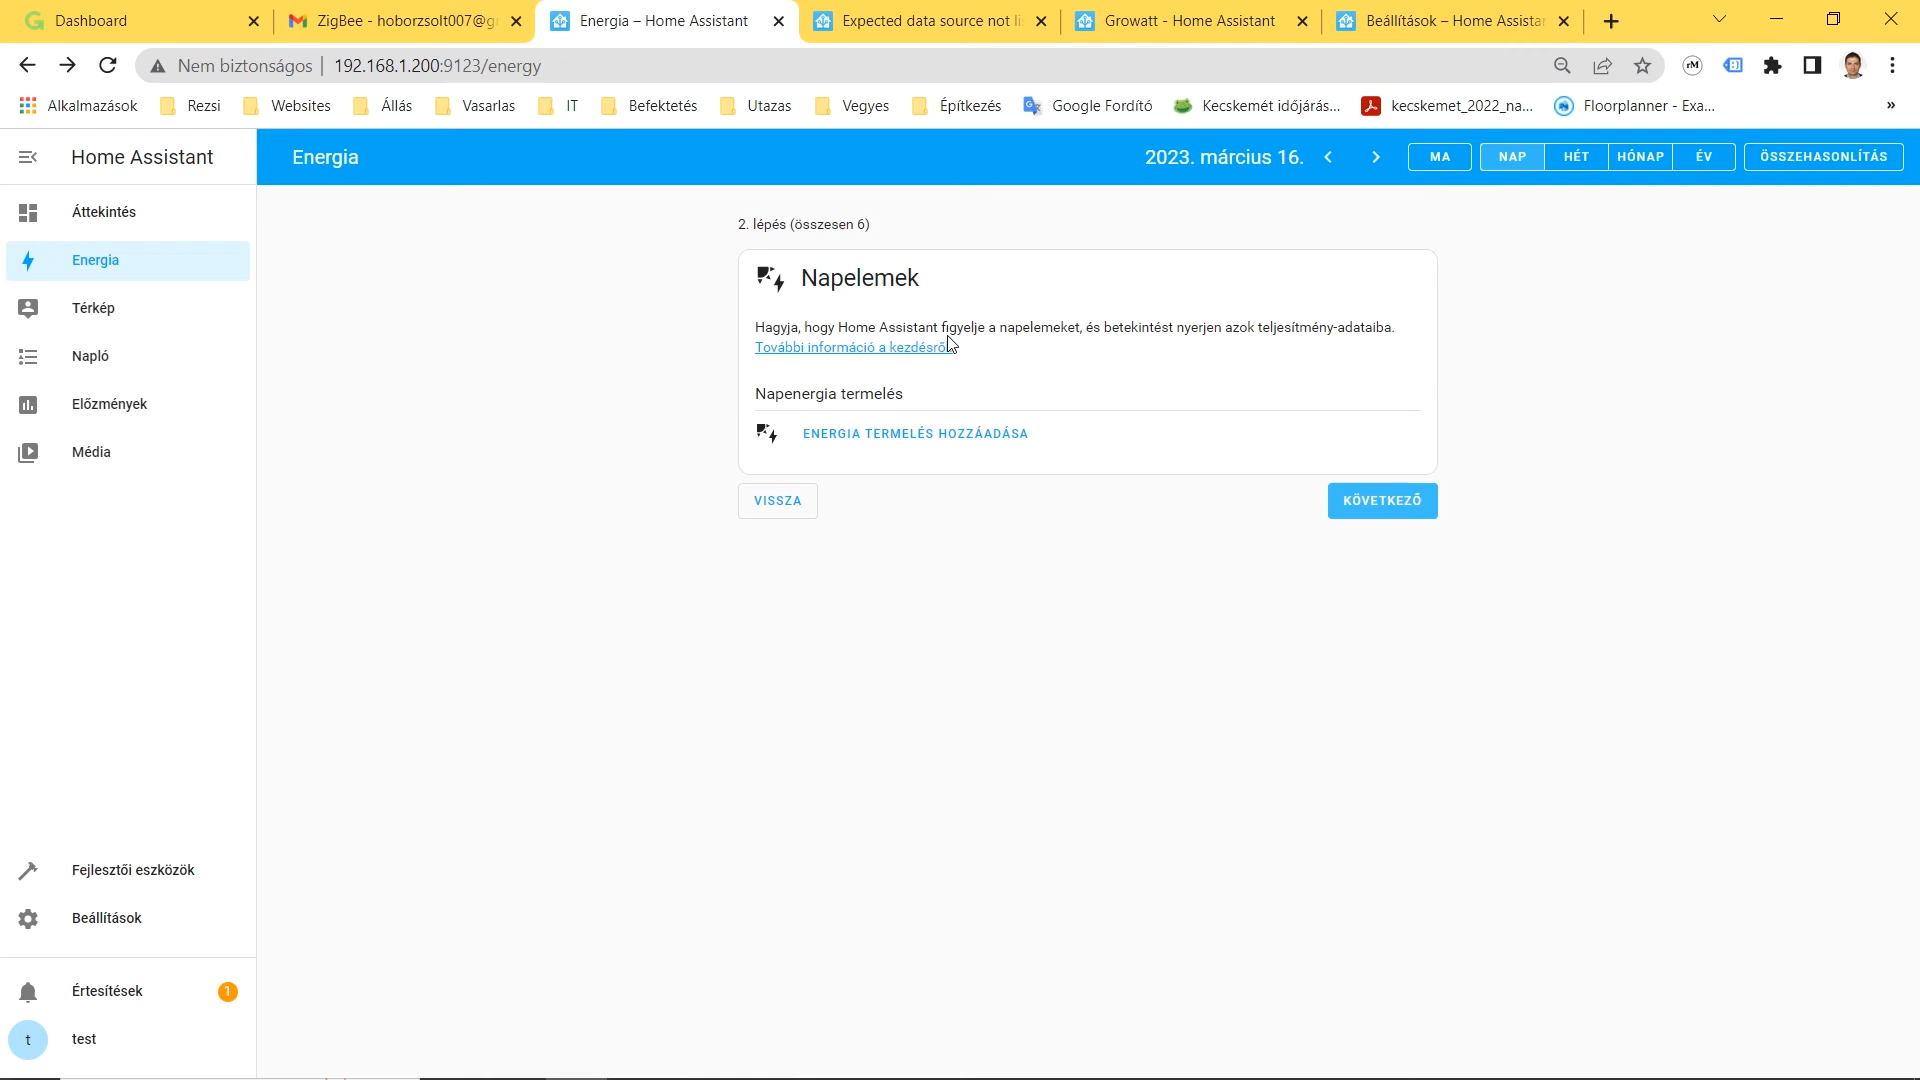 Dashboard
ZigBee - hoborzsolt007@g
Energia – Home Assistant
Expected data source not li
Growatt - Home Assistant
Beállítások – Home Assistan
Nem biztonságos
192.168.1.200:9123/energy
Alkalmazások
Rezsi
Websites
Állás
Vasarlas
IT
Befektetés
Utazas
Vegyes
Építkezés
Google Fordító
Kecskemét időjárás...
kecskemet_2022_na...
Floorplanner - Exa...
»
Home Assistant
Energia
2023. március 16.
MA
NAP
HÉT
HÓNAP
ÉV
ÖSSZEHASONLÍTÁS
Áttekintés
Energia
Térkép
Napló
Előzmények
Média
Fejlesztői eszközök
Beállítások
Értesítések
1
t
test
2. lépés (összesen 6)
Napelemek
Hagyja, hogy Home Assistant figyelje a napelemeket, és betekintést nyerjen azok teljesítmény-adataiba.
További információ a kezdésről
Napenergia termelés
ENERGIA TERMELÉS HOZZÁADÁSA
VISSZA
KÖVETKEZŐ